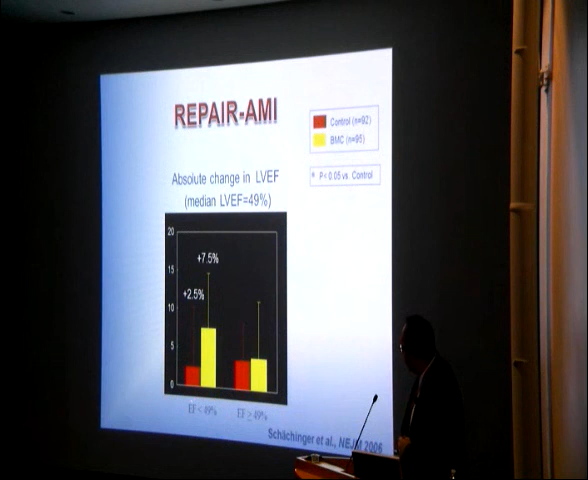 REPAIR-AMI
Control (n=92)
BMC (n=95)
* P< 0.05 vs. Control
Absolute change in LVEF
(median LVEF=49%)
20
15
10
5
0
+7.5%
+2.5%
EF < 49%
EF ≥ 49%
Schächinger et al., NEJM 2006